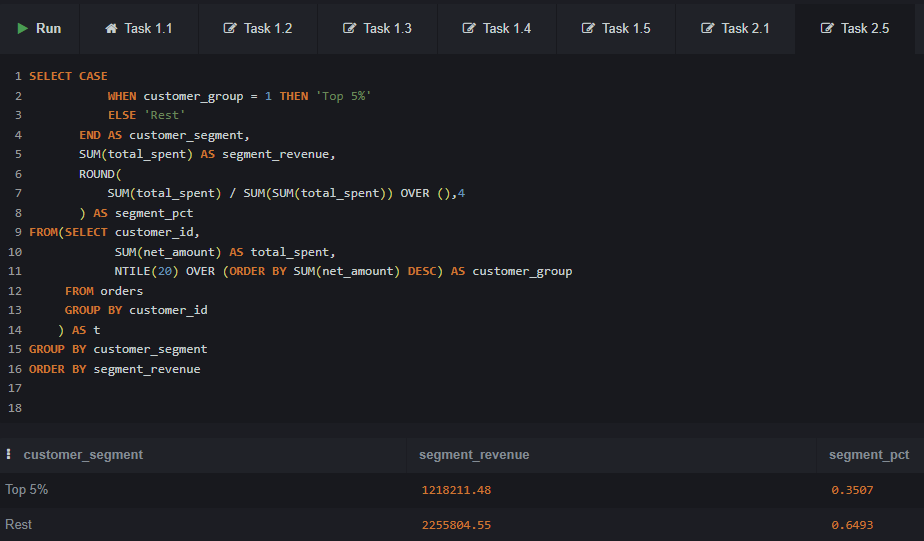 Run Task 1.1 Task 1.2 Task 1.3 Task 1.4 Task 1.5 Task 2.1 Task 2.5
1 SELECT CASE
2 WHEN customer_group = 1 THEN 'Top 5%'
3 ELSE 'Rest'
4 END AS customer_segment,
5 SUM(total_spent) AS segment_revenue,
6 ROUND(
7 SUM(total_spent) / SUM(SUM(total_spent)) OVER (),4
8 ) AS segment_pct
9 FROM(SELECT customer_id,
10 SUM(net_amount) AS total_spent,
11 NTILE(20) OVER (ORDER BY SUM(net_amount) DESC) AS customer_group
12 FROM orders
13 GROUP BY customer_id
14 ) AS t
15 GROUP BY customer_segment
16 ORDER BY segment_revenue
17
18
customer_segment segment_revenue segment_pct
Top 5% 1218211.48 0.3507
Rest 2255804.55 0.6493